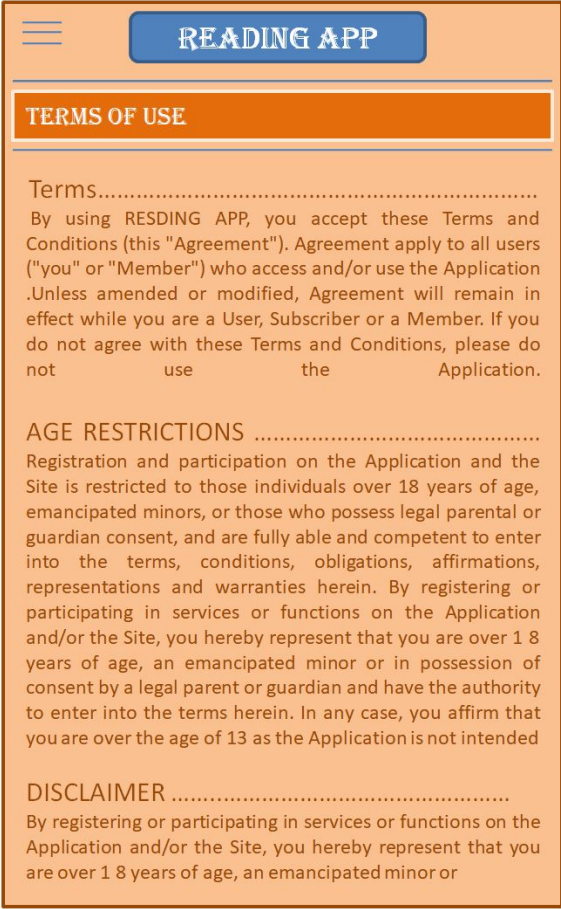 READING APP
TERMS OF USE
Terms......................................................................
By using RESDING APP, you accept these Terms and
Conditions (this "Agreement"). Agreement apply to all users
("you" or "Member") who access and/or use the Application
.Unless amended or modified, Agreement will remain in
effect while you are a User, Subscriber or a Member. If you
do not agree with these Terms and Conditions, please do
not use the Application.
AGE RESTRICTIONS .............................................
Registration and participation on the Application and the
Site is restricted to those individuals over 18 years of age,
emancipated minors, or those who possess legal parental or
guardian consent, and are fully able and competent to enter
into the terms, conditions, obligations, affirmations,
representations and warranties herein. By registering or
participating in services or functions on the Application
and/or the Site, you hereby represent that you are over 1 8
years of age, an emancipated minor or in possession of
consent by a legal parent or guardian and have the authority
to enter into the terms herein. In any case, you affirm that
you are over the age of 13 as the Application is not intended
DISCLAIMER .....................................................
By registering or participating in services or functions on the
Application and/or the Site, you hereby represent that you
are over 1 8 years of age, an emancipated minor or